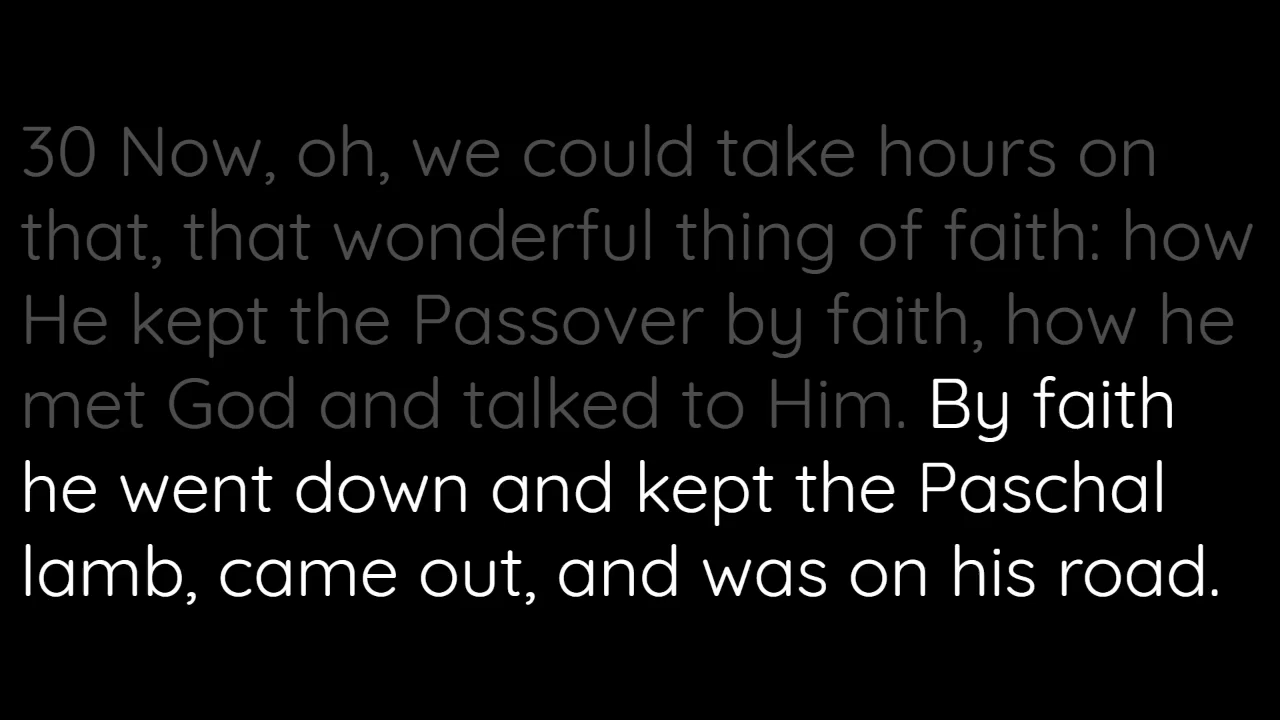 30 Now, oh, we could take hours on
that, that wonderful thing of faith: how
He kept the Passover by faith, how he
met God and talked to Him. By faith
he went down and kept the Paschal
lamb, came out, and was on his road.